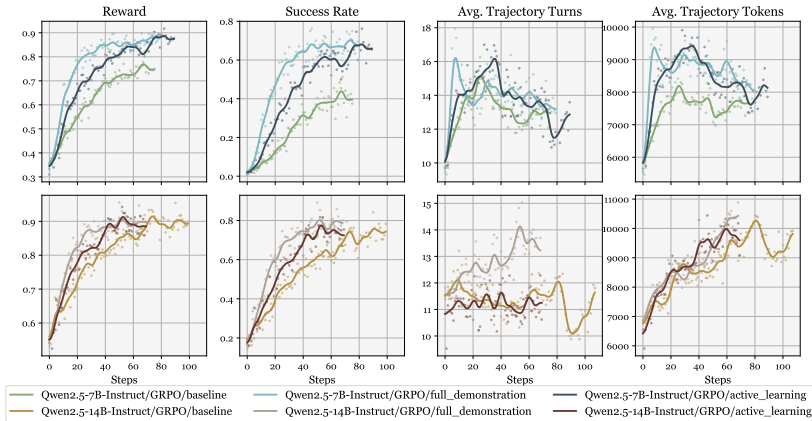 Reward Success Rate Avg. Trajectory Turns Avg. Trajectory Tokens
0.9 0.8 18 10000
0.8 16 9000
0.7 0.6
0.6 14 8000
0.5 0.4
12 7000
0.4 0.2
0.3 0.0 10 6000
0 20 40 60 80 100 0 20 40 60 80 100 0 20 40 60 80 100 0 20 40 60 80 100
0.9 0.8 15 11000
14 10000
0.8 13 9000
0.6 12
0.7 0.4 11 8000
0.6 10 7000
0.2 9 6000
0 20 40 60 80 100 0 20 40 60 80 100 0 20 40 60 80 100 0 20 40 60 80 100
Steps Steps Steps Steps
Qwen2.5-7B-Instruct/GRPO/baseline Qwen2.5-7B-Instruct/GRPO/full_demonstration Qwen2.5-7B-Instruct/GRPO/active_learning
Qwen2.5-14B-Instruct/GRPO/baseline Qwen2.5-14B-Instruct/GRPO/full_demonstration Qwen2.5-14B-Instruct/GRPO/active_learning